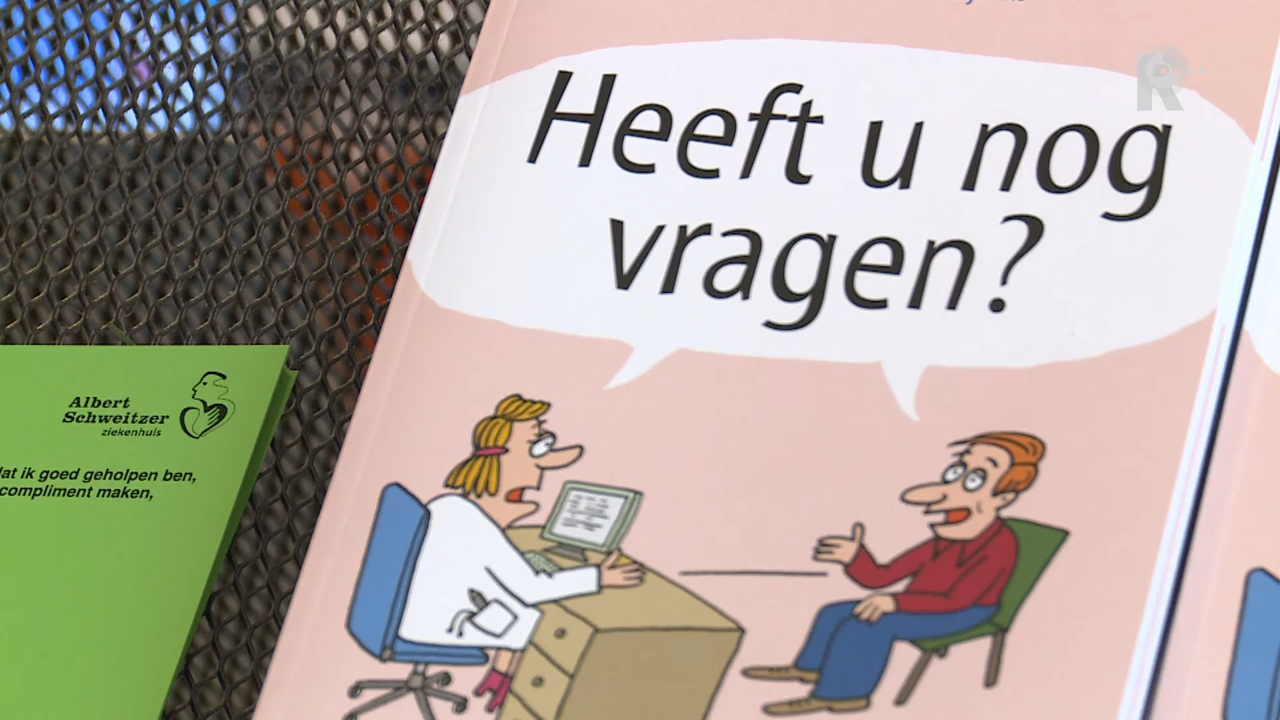 Heeft u nog
vragen?
Albert
Schweitzer
ziekenhuis
dat ik goed geholpen ben,
compliment maken,